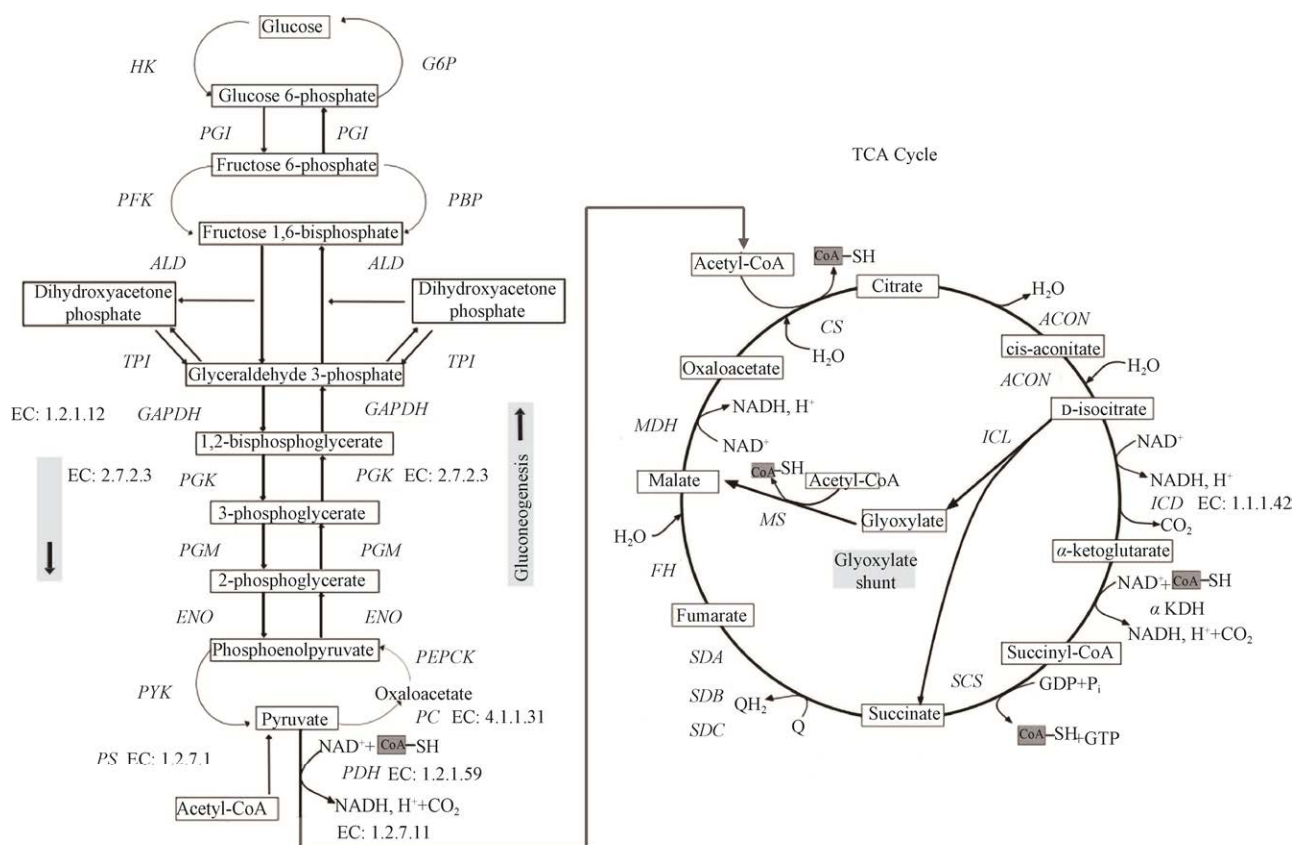 Glucose
HK
G6P
Glucose 6-phosphate
PGI
PGI
Fructose 6-phosphate
PFK
PBP
Fructose 1,6-bisphosphate
ALD
ALD
Dihydroxyacetone
phosphate
Dihydroxyacetone
phosphate
TPI
TPI
Glyceraldehyde 3-phosphate
EC: 1.2.1.12
GAPDH
GAPDH
1,2-bisphosphoglycerate
EC: 2.7.2.3
PGK
PGK EC: 2.7.2.3
3-phosphoglycerate
PGM
PGM
2-phosphoglycerate
ENO
ENO
Gluconeogenesis
Phosphoenolpyruvate
PEPCK
PYK
Oxaloacetate
Pyruvate
PC EC: 4.1.1.31
PS EC: 1.2.7.1
NAD⁺+ CoA–SH
PDH EC: 1.2.1.59
Acetyl-CoA
NADH, H⁺+CO₂
EC: 1.2.7.11
TCA Cycle
Acetyl-CoA
CoA–SH
Citrate
H₂O
CS
ACON
H₂O
cis-aconitate
Oxaloacetate
ACON
H₂O
D-isocitrate
NADH, H⁺
MDH
NAD⁺
ICL
NAD⁺
CoA–SH
Malate
Acetyl-CoA
NADH, H⁺
ICD EC: 1.1.1.42
MS
Glyoxylate
CO₂
H₂O
α-ketoglutarate
FH
Glyoxylate
shunt
NAD⁺+ CoA–SH
α KDH
Fumarate
NADH, H⁺+CO₂
SDA
Succinyl-CoA
SCS
GDP+Pᵢ
SDB
QH₂
Q
Succinate
SDC
CoA–SH+GTP